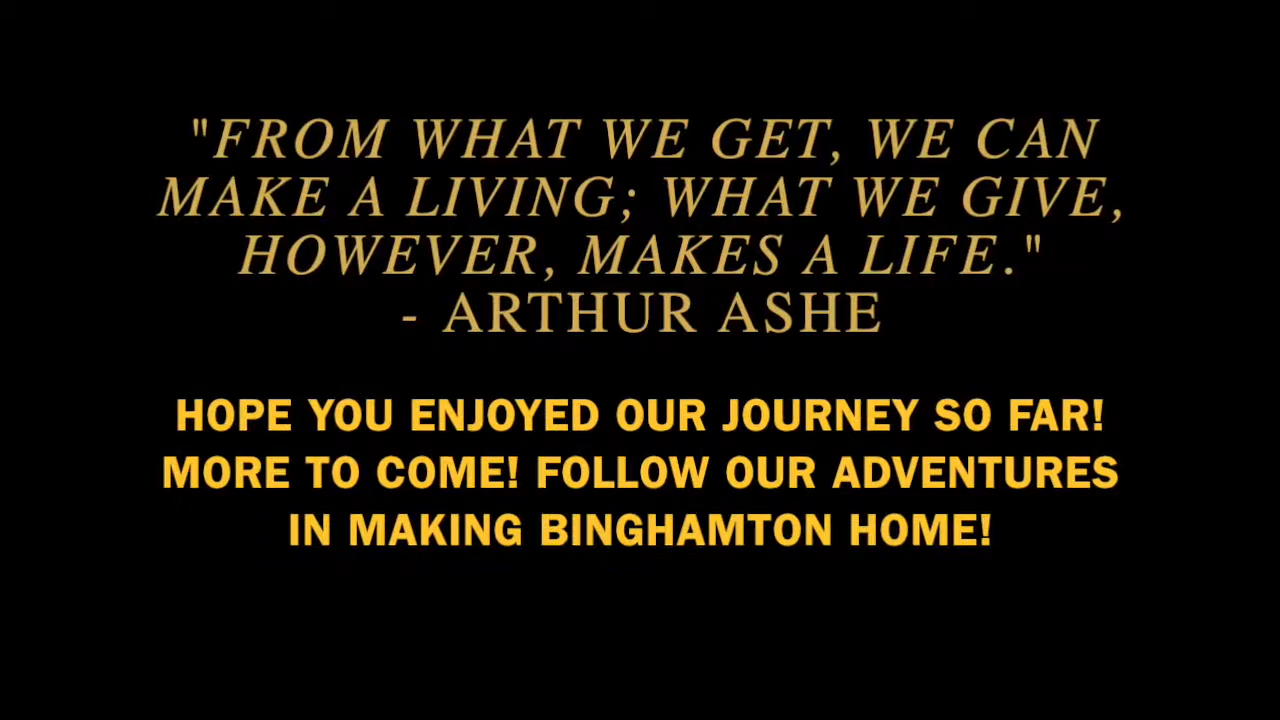 "FROM WHAT WE GET, WE CAN
MAKE A LIVING; WHAT WE GIVE,
HOWEVER, MAKES A LIFE."
- ARTHUR ASHE
HOPE YOU ENJOYED OUR JOURNEY SO FAR!
MORE TO COME! FOLLOW OUR ADVENTURES
IN MAKING BINGHAMTON HOME!